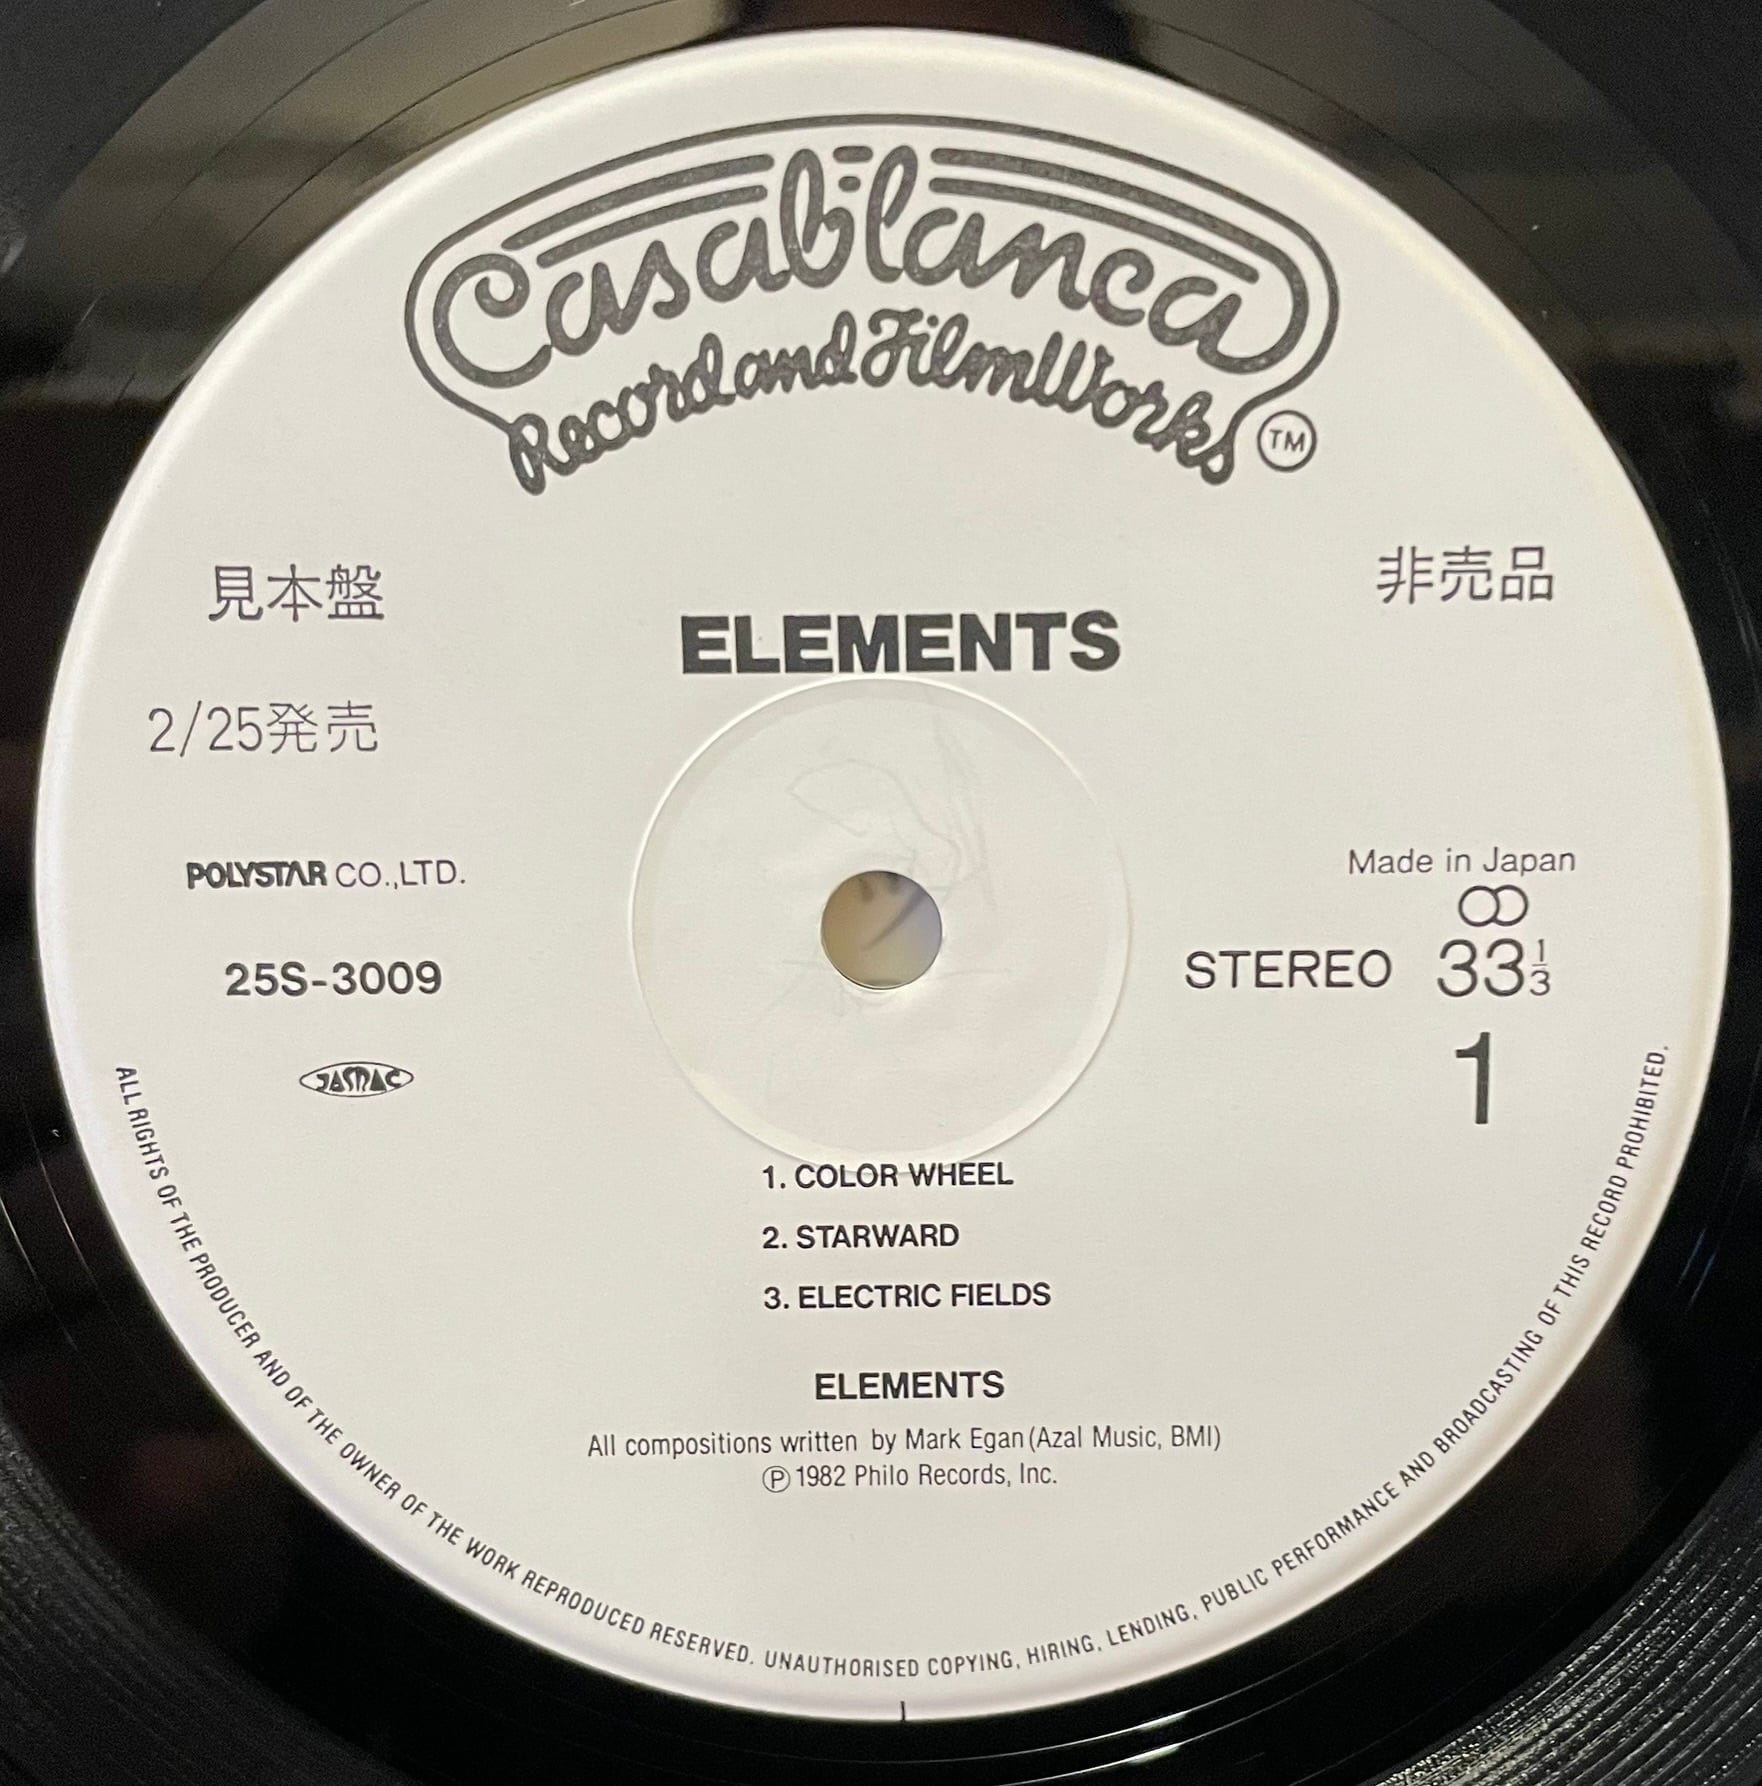 Casablanca
Record and FilmWorks
TM
見本盤
非売品
ELEMENTS
2/25発売
POLYSTAR CO.,LTD.
Made in Japan
25S-3009
STEREO 33 1/3
JASRAC
1
1. COLOR WHEEL
2. STARWARD
3. ELECTRIC FIELDS
ELEMENTS
All compositions written by Mark Egan (Azal Music, BMI)
Ⓟ 1982 Philo Records, Inc.
ALL RIGHTS OF THE PRODUCER AND OF THE OWNER OF THE WORK REPRODUCED RESERVED. UNAUTHORISED COPYING, HIRING, LENDING, PUBLIC PERFORMANCE AND BROADCASTING OF THIS RECORD PROHIBITED.